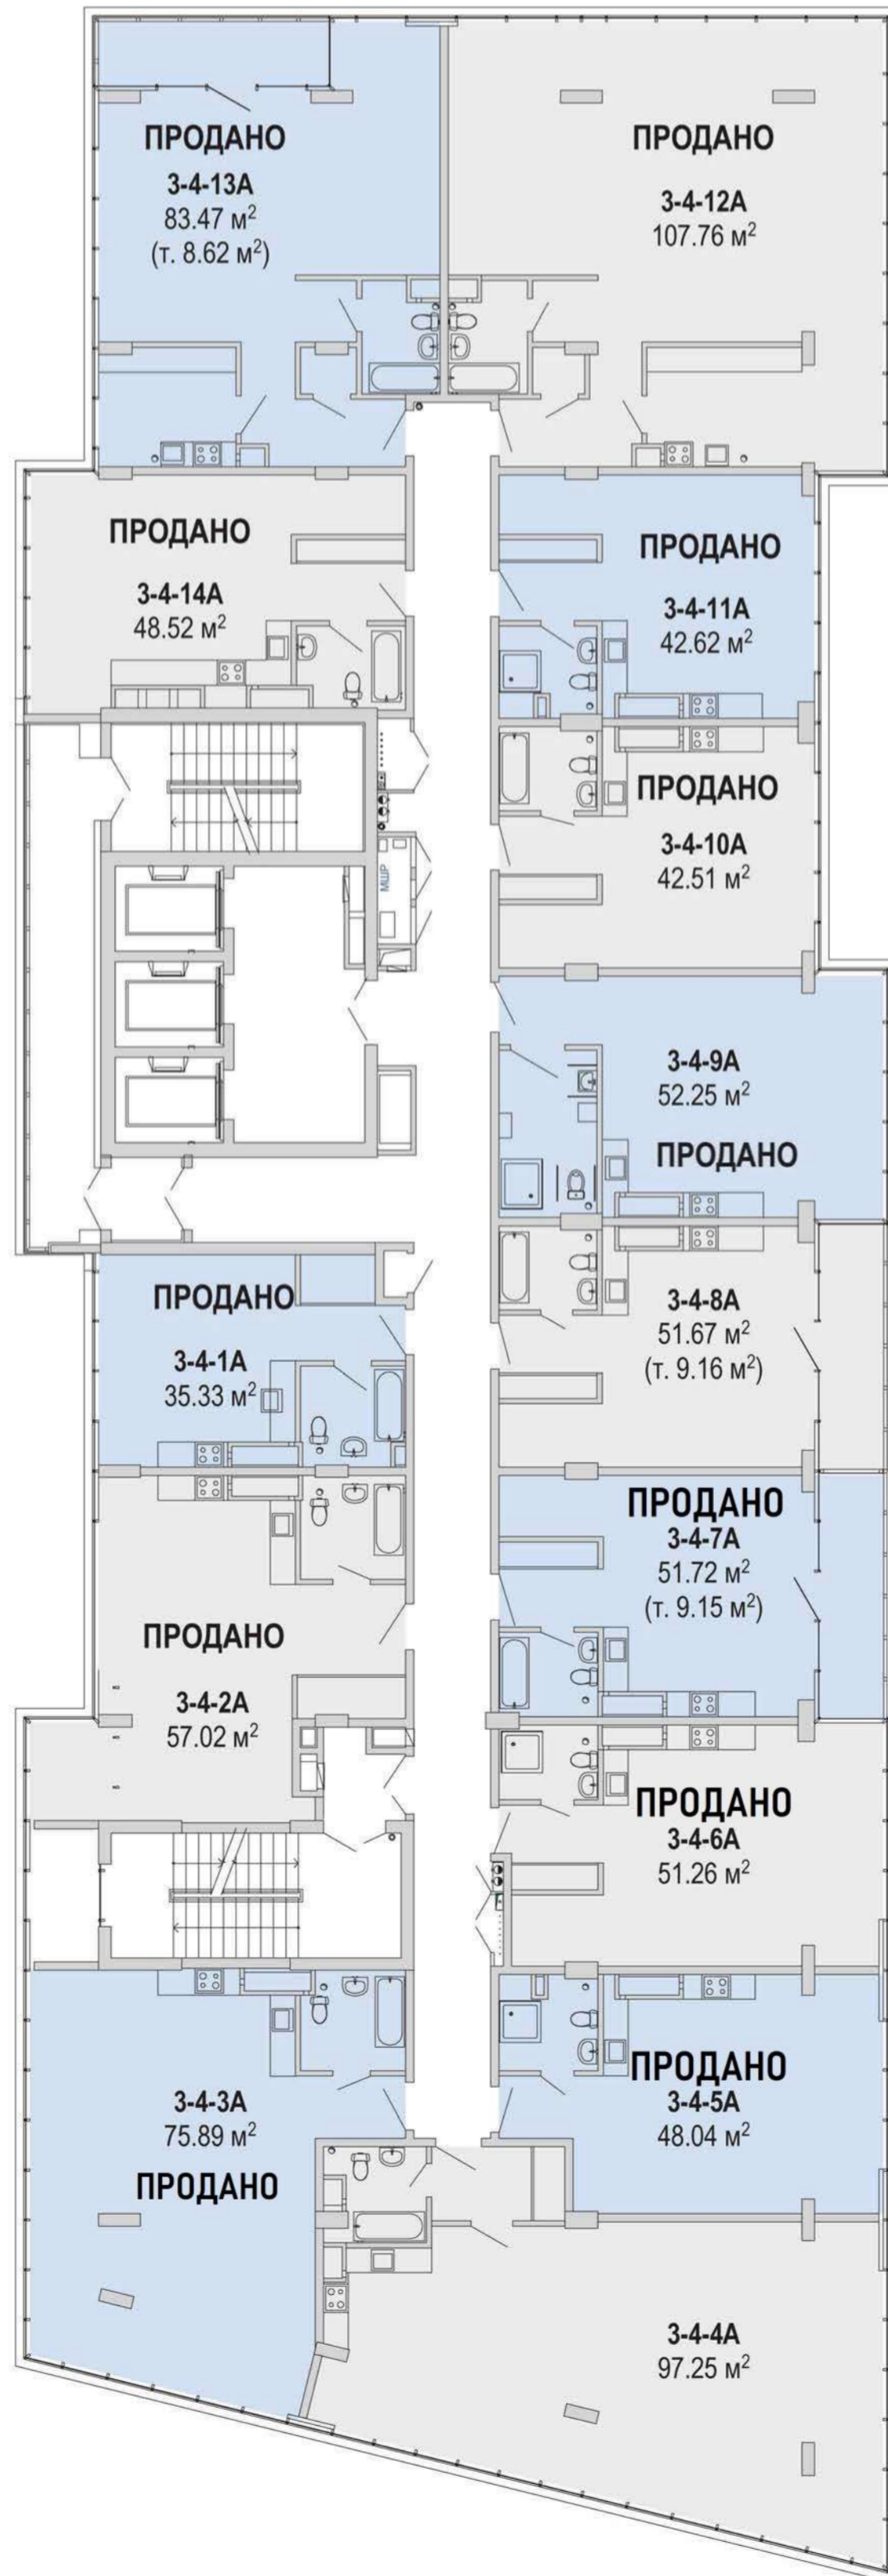 ПРОДАНО
3-4-13А
83.47 м²
(т. 8.62 м²)
ПРОДАНО
3-4-12А
107.76 м²
ПРОДАНО
3-4-14А
48.52 м²
ПРОДАНО
3-4-11А
42.62 м²
ПРОДАНО
3-4-10А
42.51 м²
МШР
3-4-9А
52.25 м²
ПРОДАНО
3-4-8А
51.67 м²
(т. 9.16 м²)
ПРОДАНО
3-4-1А
35.33 м²
ПРОДАНО
3-4-7А
51.72 м²
(т. 9.15 м²)
ПРОДАНО
3-4-2А
57.02 м²
ПРОДАНО
3-4-6А
51.26 м²
ПРОДАНО
3-4-5А
48.04 м²
3-4-3А
75.89 м²
ПРОДАНО
3-4-4А
97.25 м²